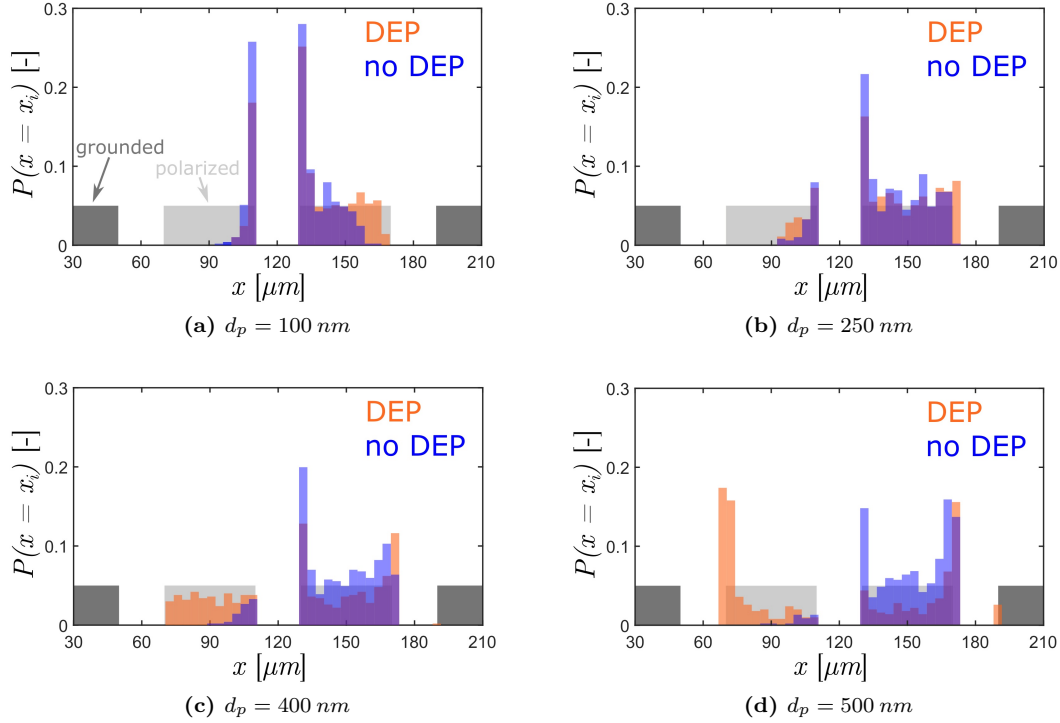 DEP
no DEP
grounded
polarized
P(x = x_i) [-]
0.3
0.2
0.1
0
30 60 90 120 150 180 210
x [μm]
(a) d_p = 100 nm
DEP
no DEP
P(x = x_i) [-]
0.3
0.2
0.1
0
30 60 90 120 150 180 210
x [μm]
(b) d_p = 250 nm
DEP
no DEP
P(x = x_i) [-]
0.3
0.2
0.1
0
30 60 90 120 150 180 210
x [μm]
(c) d_p = 400 nm
DEP
no DEP
P(x = x_i) [-]
0.3
0.2
0.1
0
30 60 90 120 150 180 210
x [μm]
(d) d_p = 500 nm